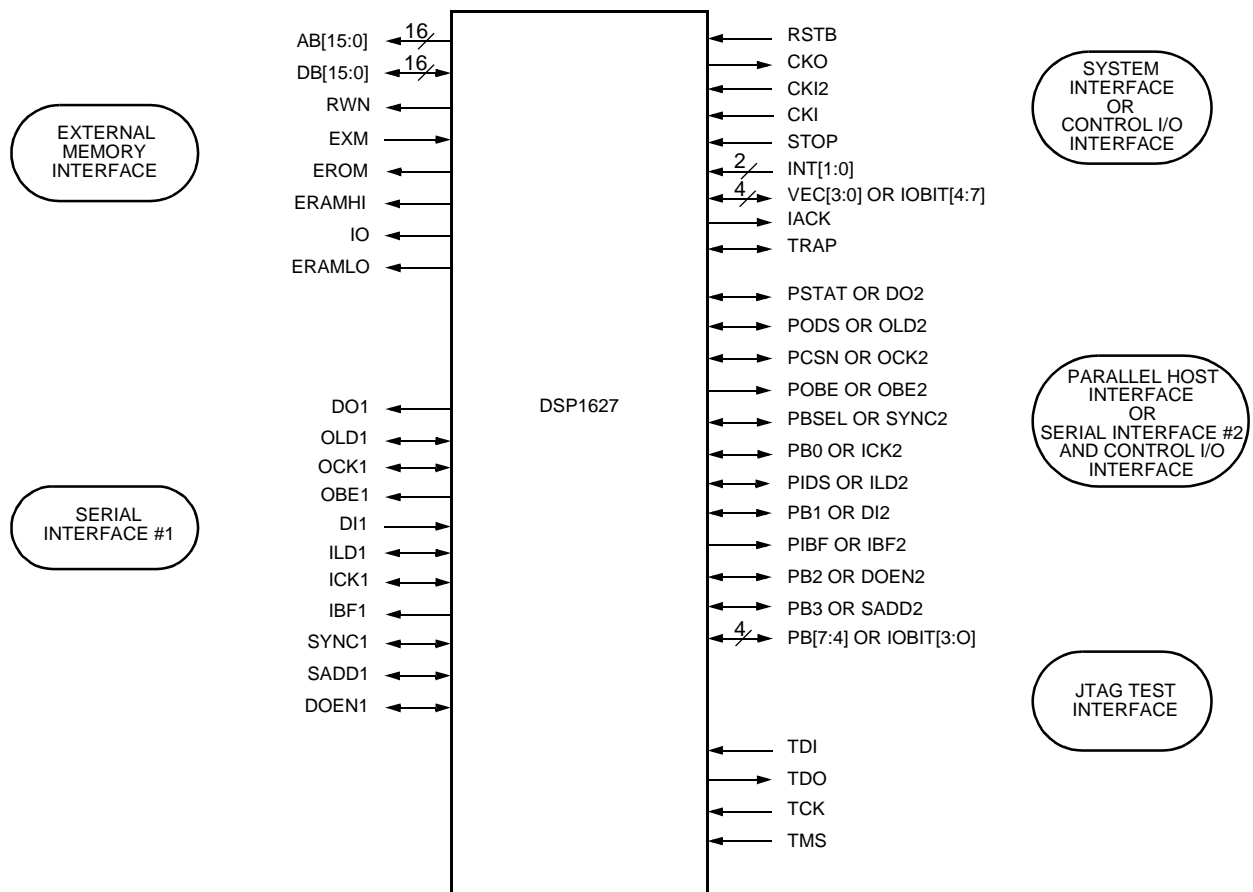 AB[15:0]
16
DB[15:0]
16
RWN
EXM
EROM
ERAMHI
IO
ERAMLO
EXTERNAL
MEMORY
INTERFACE
DO1
OLD1
OCK1
OBE1
DI1
ILD1
ICK1
IBF1
SYNC1
SADD1
DOEN1
SERIAL
INTERFACE #1
DSP1627
RSTB
CKO
CKI2
CKI
STOP
2
INT[1:0]
4
VEC[3:0] OR IOBIT[4:7]
IACK
TRAP
SYSTEM
INTERFACE
OR
CONTROL I/O
INTERFACE
PSTAT OR DO2
PODS OR OLD2
PCSN OR OCK2
POBE OR OBE2
PBSEL OR SYNC2
PB0 OR ICK2
PIDS OR ILD2
PB1 OR DI2
PIBF OR IBF2
PB2 OR DOEN2
PB3 OR SADD2
4
PB[7:4] OR IOBIT[3:O]
PARALLEL HOST
INTERFACE
OR
SERIAL INTERFACE #2
AND CONTROL I/O
INTERFACE
TDI
TDO
TCK
TMS
JTAG TEST
INTERFACE